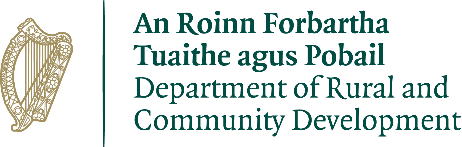 An Roinn Forbartha
Tuaithe agus Pobail
Department of Rural and
Community Development